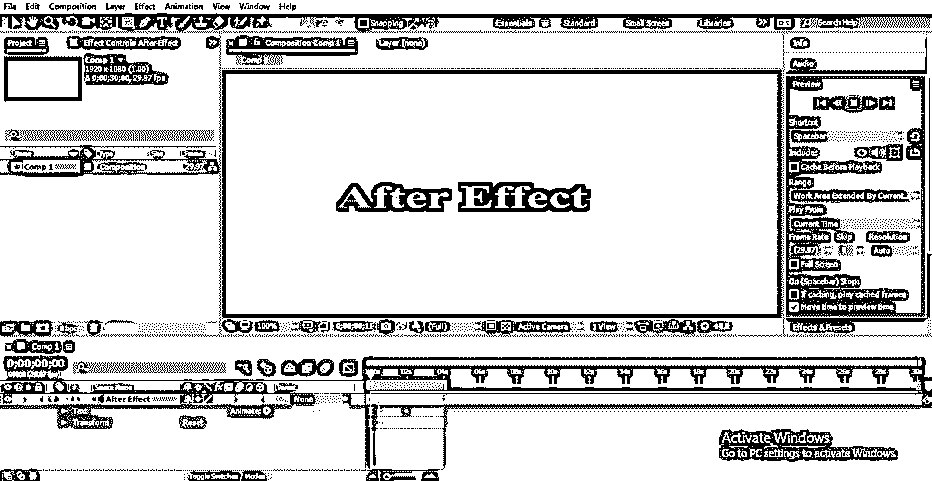 File Edit Composition Layer Effect Animation View Window Help
Snapping Essentials Standard Small Screen Libraries Search Help
Project Effect Controls After Effect Composition Comp 1 Layer (none) Info
Comp 1
Comp 1 Audio
1920 x 1080 (1.00)
Δ 0;00;30;00, 29.97 fps
Preview
Shortcut
Spacebar
Name Type
Include:
Comp 1 Composition
Cache Before Playback
Range
After Effect
Work Area Extended By Current...
Play From
Current Time
Frame Rate Skip Resolution
(29.97) Auto
Full Screen
On (Spacebar) Stop:
If caching, play cached frames
Move time to preview time
100% (Full) Active Camera 1 View
Effects & Presets
Comp 1
0;00;00;00
After Effect None
Text Animate
Transform Reset
Activate Windows
Go to PC settings to activate Windows.
Toggle Switches / Modes